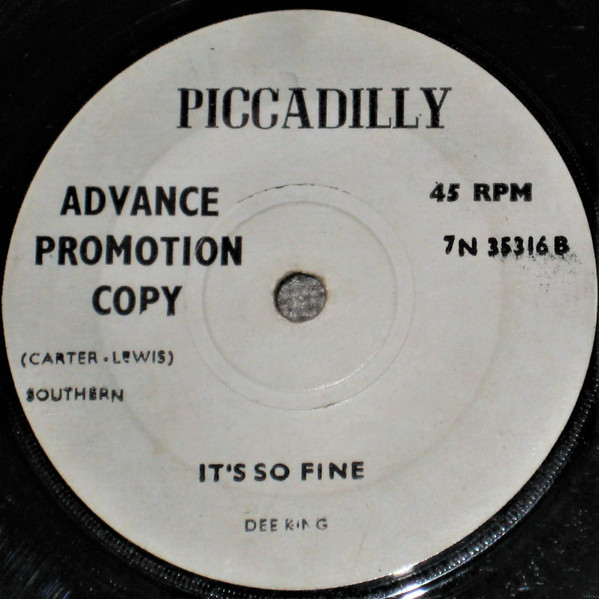 PICCADILLY
ADVANCE
PROMOTION
COPY
45 RPM
7N 35316 B
(CARTER - LEWIS)
SOUTHERN
IT'S SO FINE
DEE KING